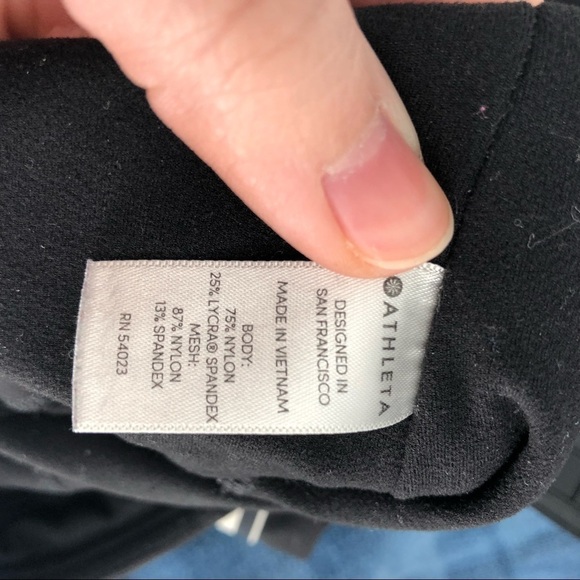 ATHLETA
DESIGNED IN
SAN FRANCISCO
MADE IN VIETNAM
BODY:
75% NYLON
25% LYCRA® SPANDEX
MESH:
87% NYLON
13% SPANDEX
RN 54023